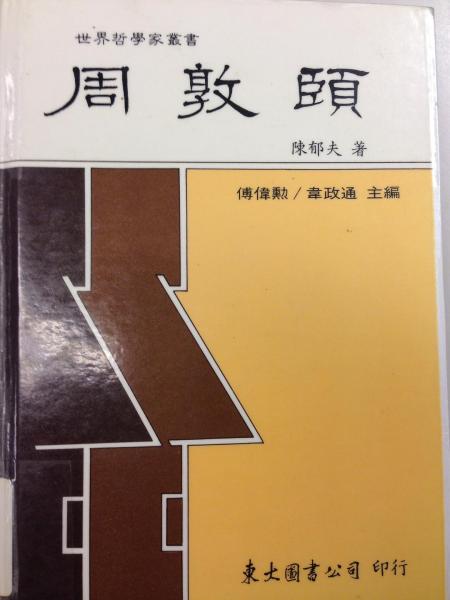 世界哲學家叢書
周敦頤
陳郁夫 著
傅偉勲/韋政通 主編
東大圖書公司 印行